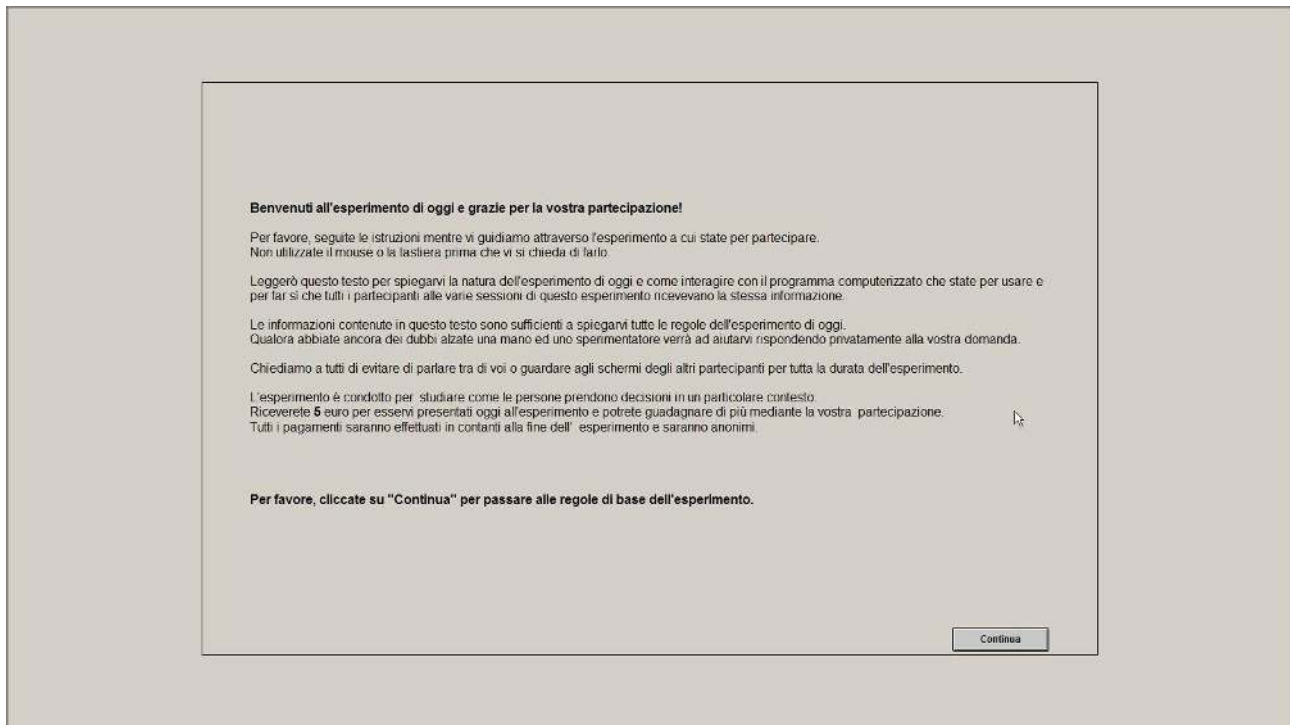 Benvenuti all'esperimento di oggi e grazie per la vostra partecipazione!
Per favore, seguite le istruzioni mentre vi guidiamo attraverso l'esperimento a cui state per partecipare.
Non utilizzate il mouse o la tastiera prima che vi si chieda di farlo.
Leggerò questo testo per spiegarvi la natura dell'esperimento di oggi e come interagire con il programma computerizzato che state per usare e
per far sì che tutti i partecipanti alle varie sessioni di questo esperimento ricevevano la stessa informazione.
Le informazioni contenute in questo testo sono sufficienti a spiegarvi tutte le regole dell'esperimento di oggi.
Qualora abbiate ancora dei dubbi alzate una mano ed uno sperimentatore verrà ad aiutarvi rispondendo privatamente alla vostra domanda.
Chiediamo a tutti di evitare di parlare tra di voi o guardare agli schermi degli altri partecipanti per tutta la durata dell'esperimento.
L'esperimento è condotto per studiare come le persone prendono decisioni in un particolare contesto.
Riceverete 5 euro per esservi presentati oggi all'esperimento e potrete guadagnare di più mediante la vostra partecipazione.
Tutti i pagamenti saranno effettuati in contanti alla fine dell' esperimento e saranno anonimi.
Per favore, cliccate su "Continua" per passare alle regole di base dell'esperimento.
Continua